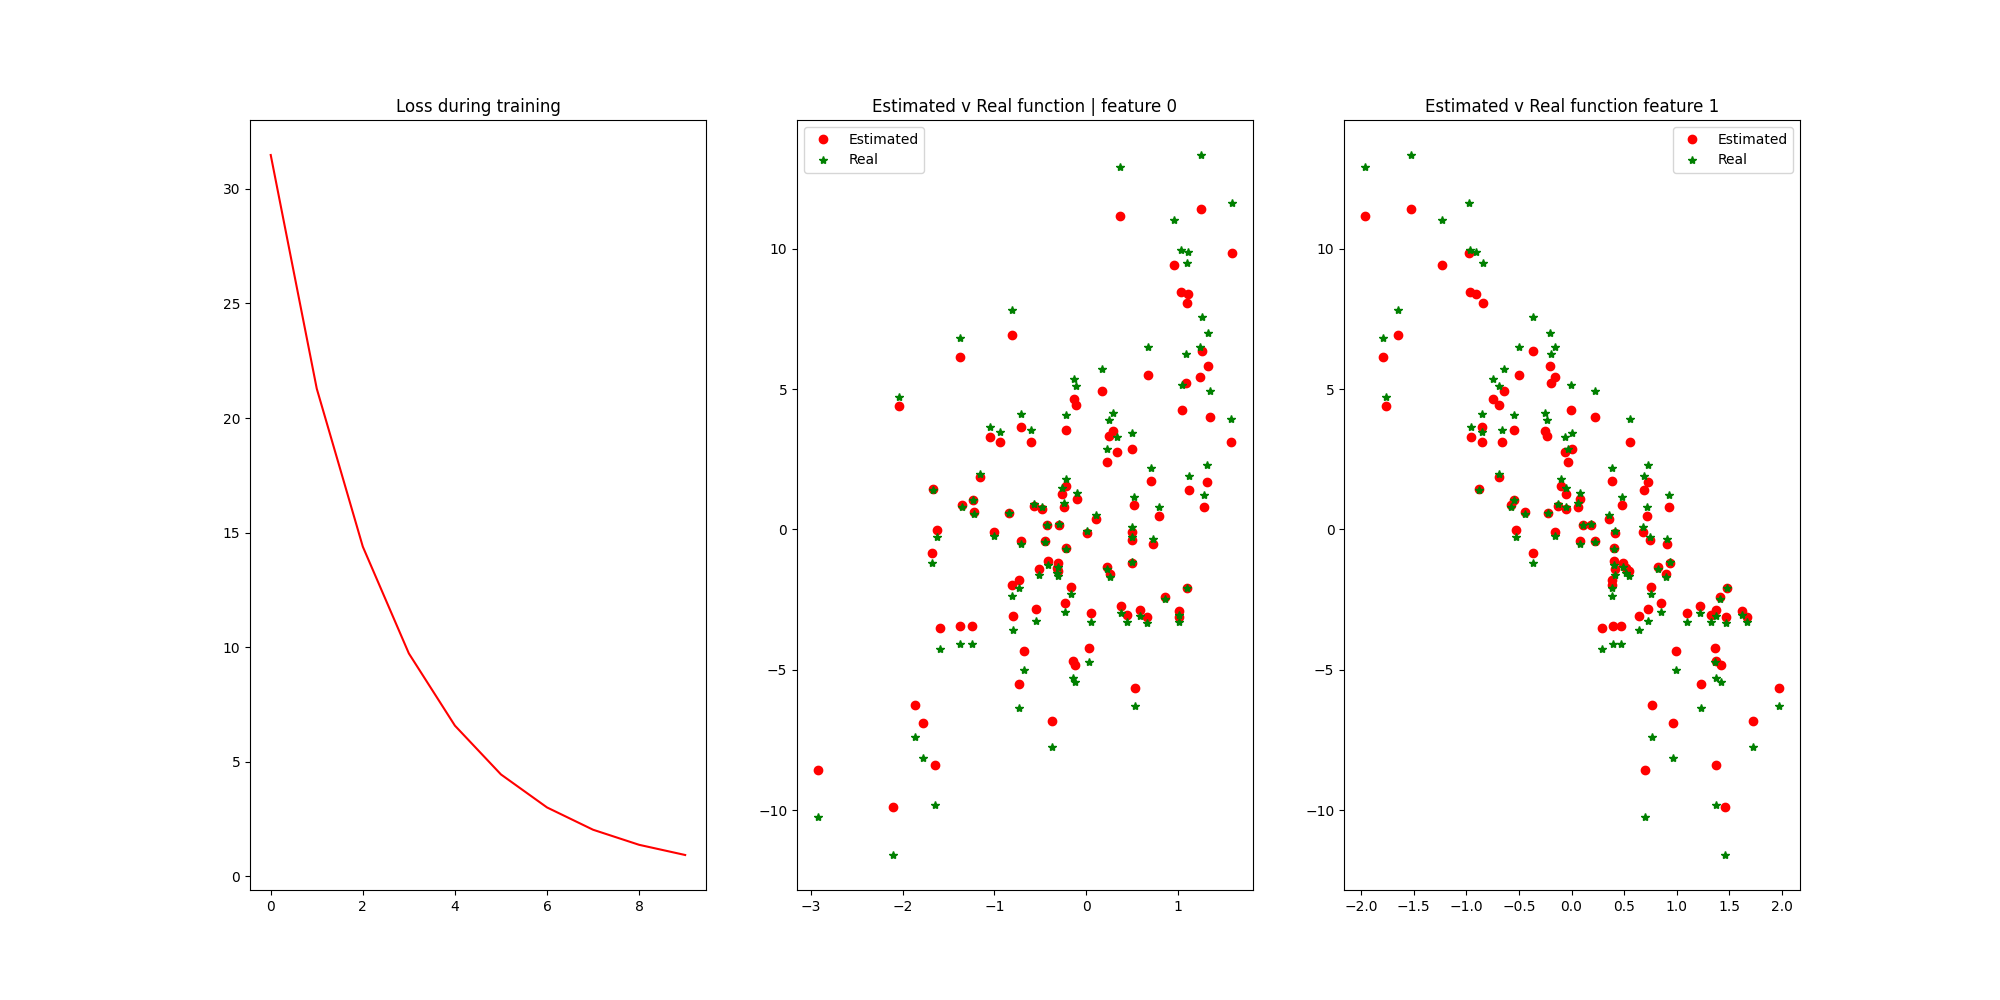 Loss during training
30
25
20
15
10
5
0
0 2 4 6 8
Estimated v Real function | feature 0
Estimated
Real
10
5
0
−5
−10
−3 −2 −1 0 1
Estimated v Real function feature 1
Estimated
Real
10
5
0
−5
−10
−2.0 −1.5 −1.0 −0.5 0.0 0.5 1.0 1.5 2.0